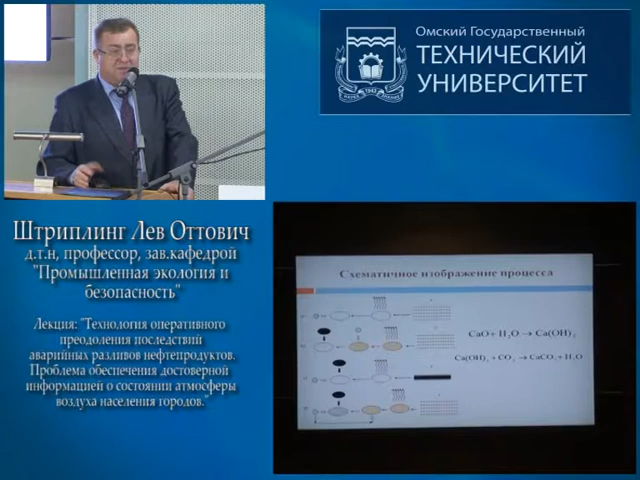 Омский Государственный
ТЕХНИЧЕСКИЙ
УНИВЕРСИТЕТ
1942
Штриплинг Лев Оттович
д.т.н, профессор, зав.кафедрой
"Промышленная экология и
безопасность"
Лекция: "Технология оперативного
преодоления последствий
аварийных разливов нефтепродуктов.
Проблема обеспечения достоверной
информацией о состоянии атмосферы
воздуха населения городов."
Схематичное изображение процесса
CaO+ H₂O → Ca(OH)₂
Ca(OH)₂ + CO₂ → CaCO₃ + H₂O